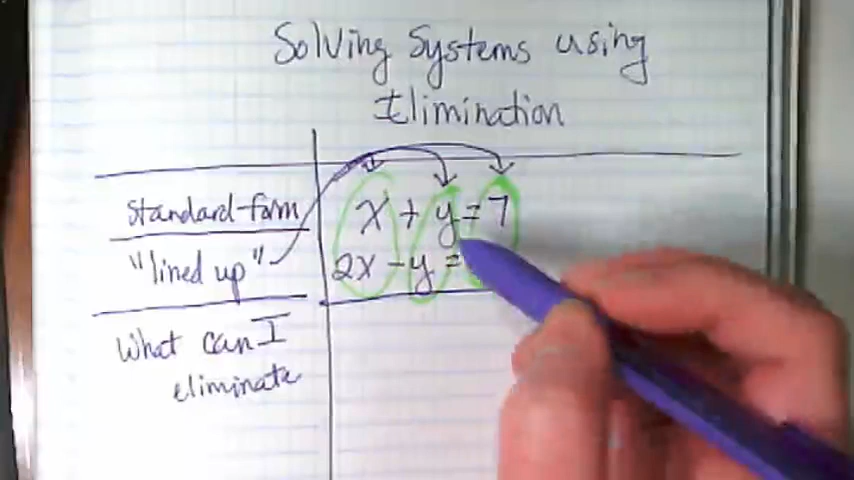 Solving Systems using
Elimination
Standard form
"lined up"
x + y = 7
2x - y =
What can I
eliminate